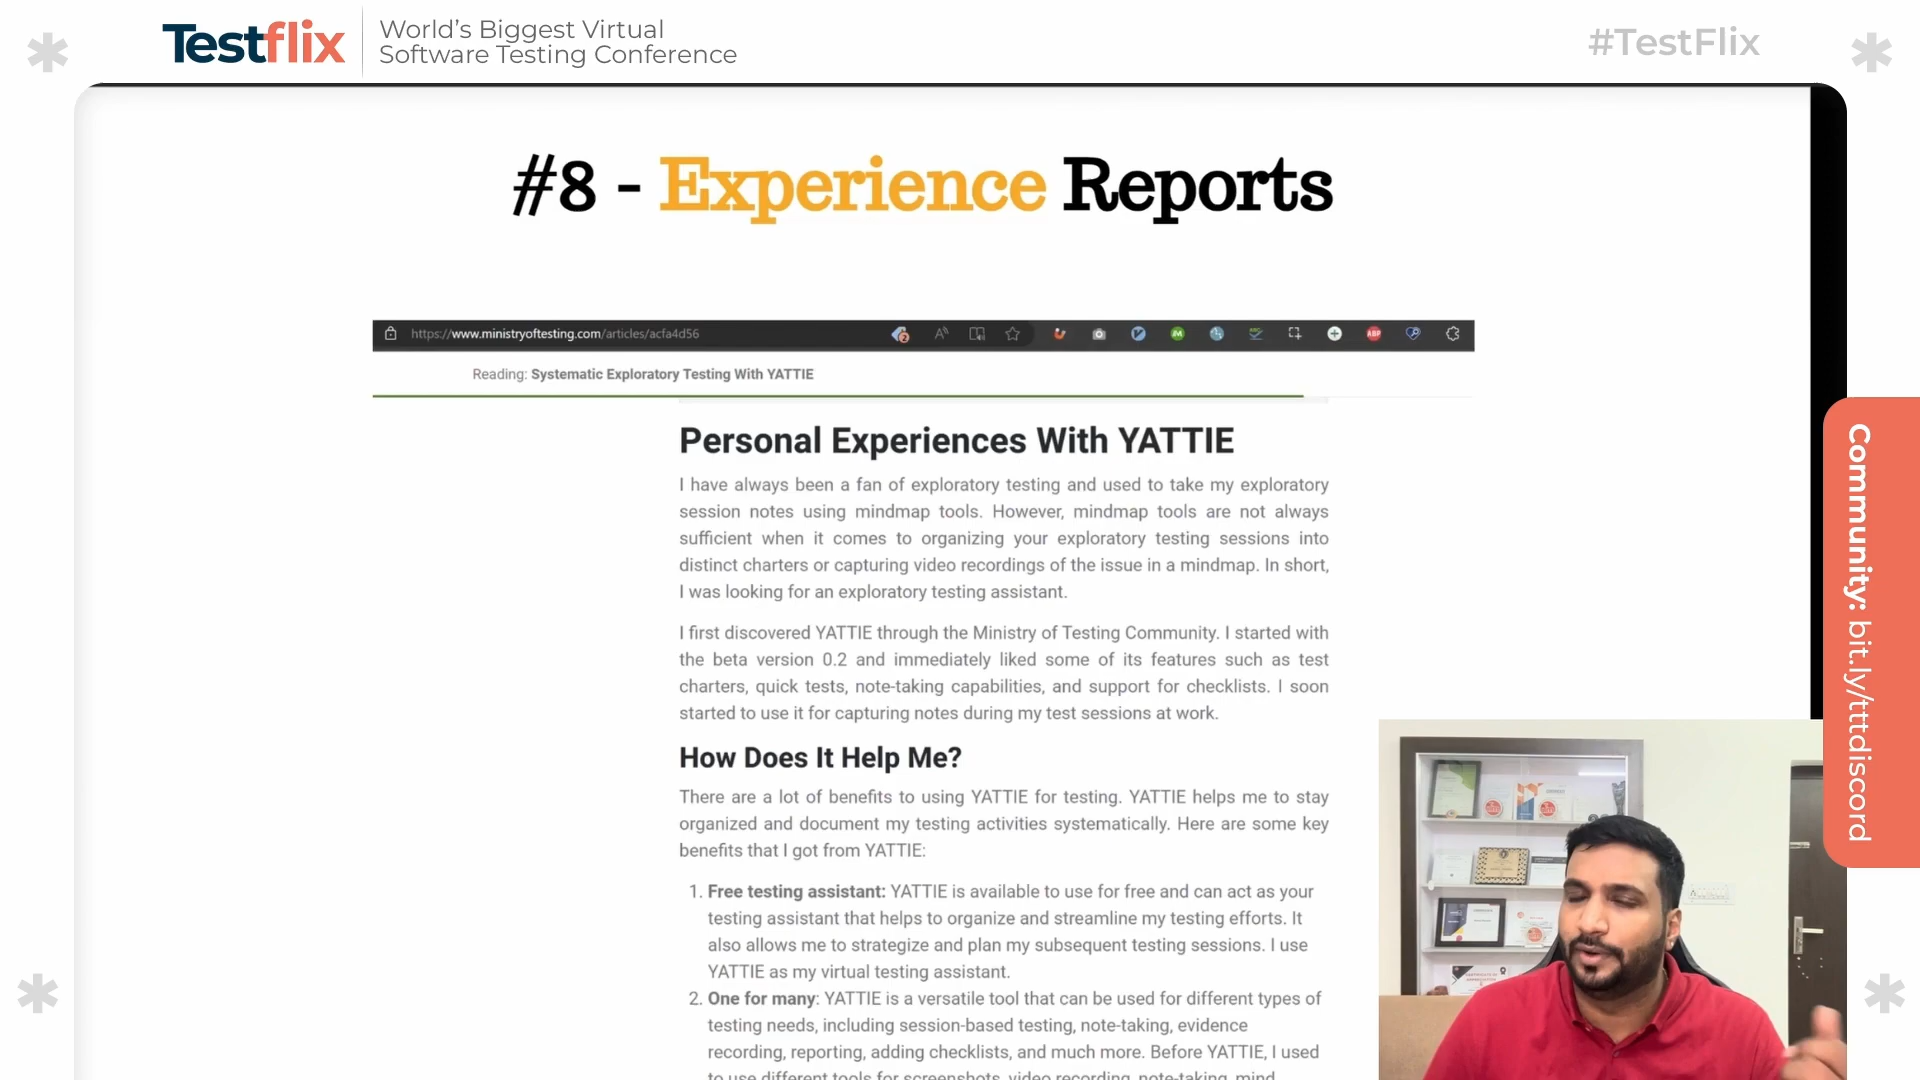 Testflix
World's Biggest Virtual
Software Testing Conference
#TestFlix
#8 - Experience Reports
https://www.ministryoftesting.com/articles/acfa4d56
Reading: Systematic Exploratory Testing With YATTIE
Personal Experiences With YATTIE
I have always been a fan of exploratory testing and used to take my exploratory
session notes using mindmap tools. However, mindmap tools are not always
sufficient when it comes to organizing your exploratory testing sessions into
distinct charters or capturing video recordings of the issue in a mindmap. In short,
I was looking for an exploratory testing assistant.
I first discovered YATTIE through the Ministry of Testing Community. I started with
the beta version 0.2 and immediately liked some of its features such as test
charters, quick tests, note-taking capabilities, and support for checklists. I soon
started to use it for capturing notes during my test sessions at work.
How Does It Help Me?
There are a lot of benefits to using YATTIE for testing. YATTIE helps me to stay
organized and document my testing activities systematically. Here are some key
benefits that I got from YATTIE:
1. Free testing assistant: YATTIE is available to use for free and can act as your
testing assistant that helps to organize and streamline my testing efforts. It
also allows me to strategize and plan my subsequent testing sessions. I use
YATTIE as my virtual testing assistant.
2. One for many: YATTIE is a versatile tool that can be used for different types of
testing needs, including session-based testing, note-taking, evidence
recording, reporting, adding checklists, and much more. Before YATTIE, I used
to use different tools for screenshots, video recording, note-taking, mind
Community: bit.ly/tttdiscord